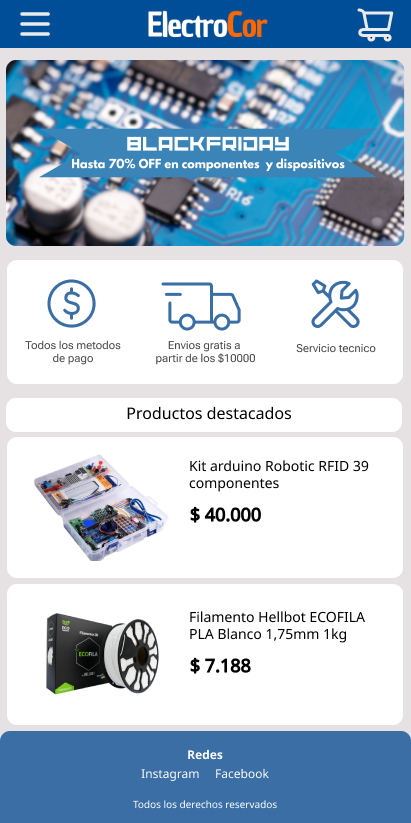 ElectroCor
BLACKFRIDAY
Hasta 70% OFF en componentes y dispositivos
Todos los metodos
de pago
Envios gratis a
partir de los $10000
Servicio tecnico
Productos destacados
Kit arduino Robotic RFID 39
componentes
$ 40.000
Filamento Hellbot ECOFILA
PLA Blanco 1,75mm 1kg
$ 7.188
ECOFILA
Redes
Instagram Facebook
Todos los derechos reservados